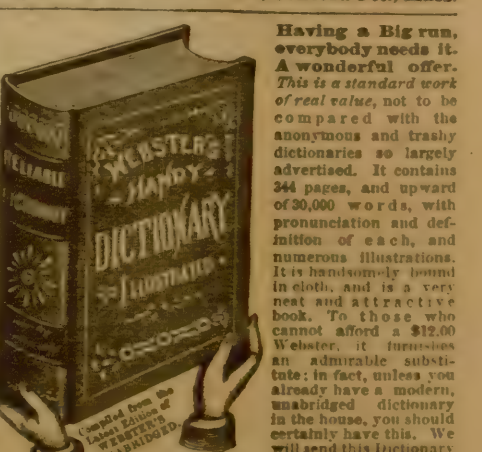 Having a Big run,
everybody needs it.
A wonderful offer.
This is a standard work
of real value, not to be
compared with the
anonymous and trashy
dictionaries so largely
advertised. It contains
344 pages, and upward
of 30,000 words, with
pronunciation and def-
inition of each, and
numerous illustrations.
It is handsomely bound
in cloth, and is a very
neat and attractive
book. To those who
cannot afford a $12.00
Webster, it furnishes
an admirable substi-
tute; in fact, unless you
already have a modern,
unabridged dictionary
in the house, you should
certainly have this. We
will send this Dictionary
WEBSTER'S
HANDY
DICTIONARY
ILLUSTRATED
RELIABLE
Compiled from the
Latest Edition of
WEBSTER'S